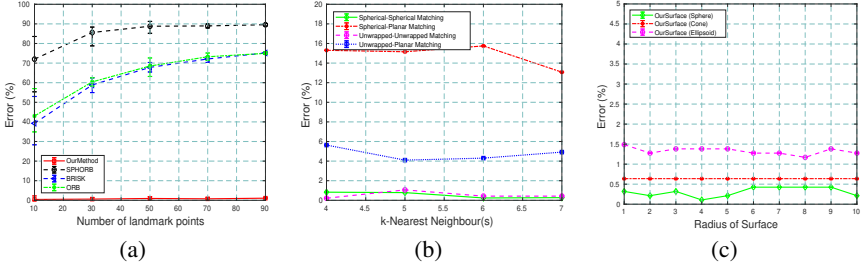 100
90
80
70
60
50
40
30
20
10
0
Error (%)
10 20 30 40 50 60 70 80 90
Number of landmark points
OurMethod
SPHORB
BRISK
ORB
(a)
20
18
16
14
12
10
8
6
4
2
0
Error (%)
4 4.5 5 5.5 6 6.5 7
k-Nearest Neighbour(s)
Spherical-Spherical Matching
Spherical-Planar Matching
Unwrapped-Unwrapped Matching
Unwrapped-Planar Matching
(b)
5
4.5
4
3.5
3
2.5
2
1.5
1
0.5
0
Error (%)
1 2 3 4 5 6 7 8 9 10
Radius of Surface
OurSurface (Sphere)
OurSurface (Cone)
OurSurface (Ellipsoid)
(c)